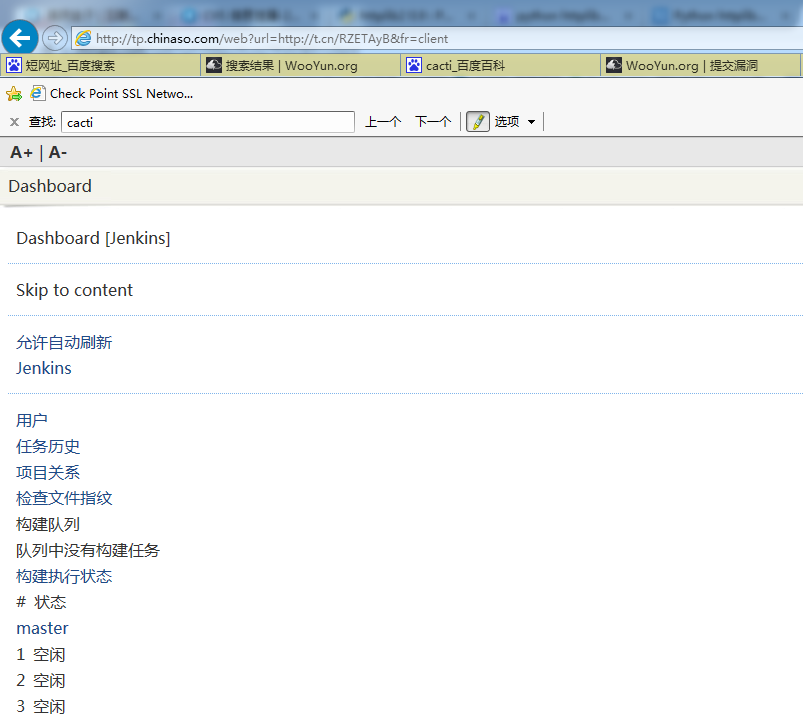 http://tp.chinaso.com/web?url=http://t.cn/RZETAyB&fr=client
短网址_百度搜索
搜索结果 | WooYun.org
cacti_百度百科
WooYun.org | 提交漏洞
Check Point SSL Netwo...
x 查找: cacti 上一个 下一个 选项
A+ | A-
Dashboard
Dashboard [Jenkins]
Skip to content
允许自动刷新
Jenkins
用户
任务历史
项目关系
检查文件指纹
构建队列
队列中没有构建任务
构建执行状态
# 状态
master
1 空闲
2 空闲
3 空闲